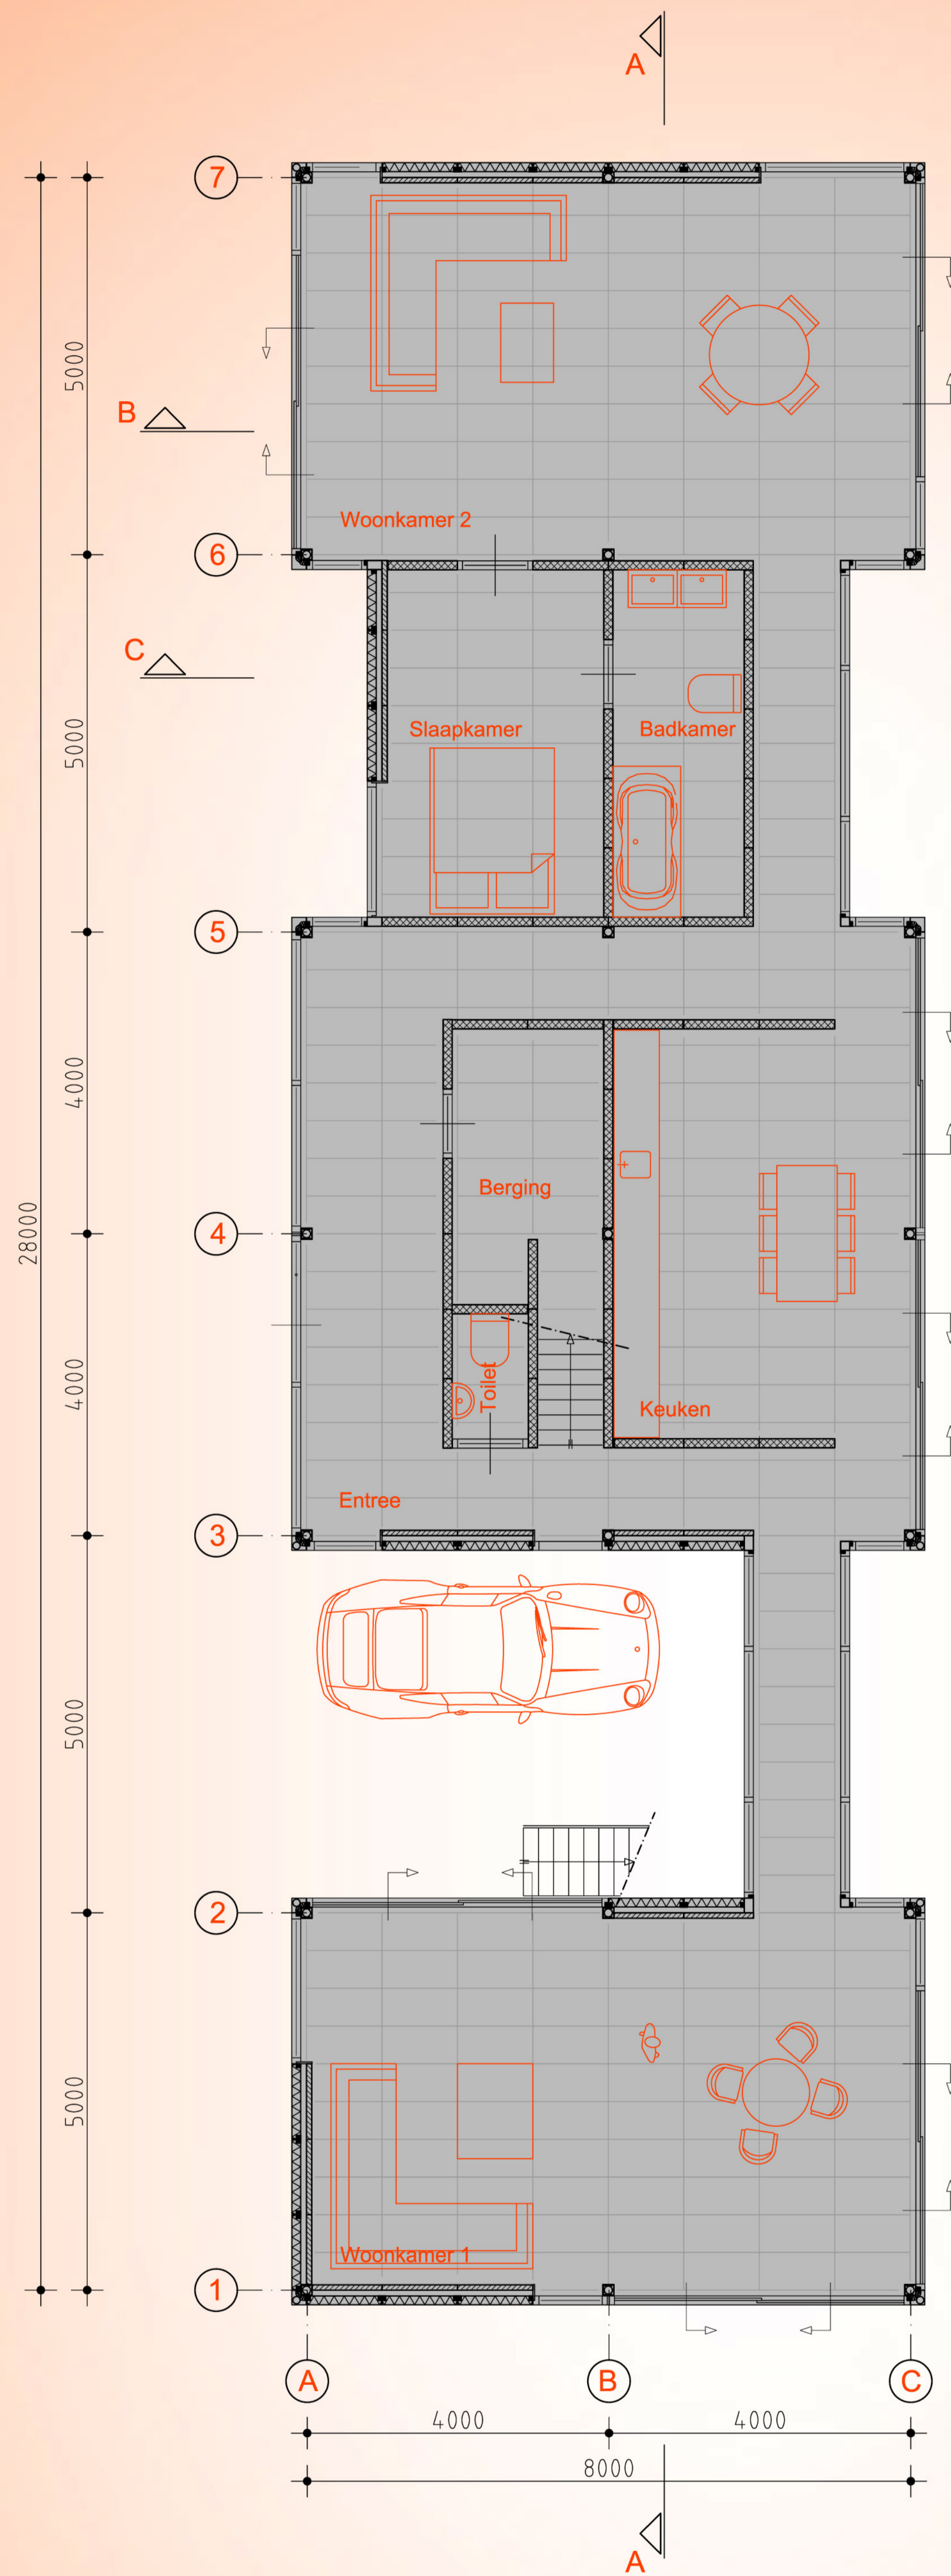 A
7
5000
B
Woonkamer 2
6
C
5000
Slaapkamer
Badkamer
5
4000
Berging
28000
4
4000
Toilet
Keuken
Entree
3
5000
2
5000
Woonkamer 1
1
A
B
C
4000
4000
8000
A